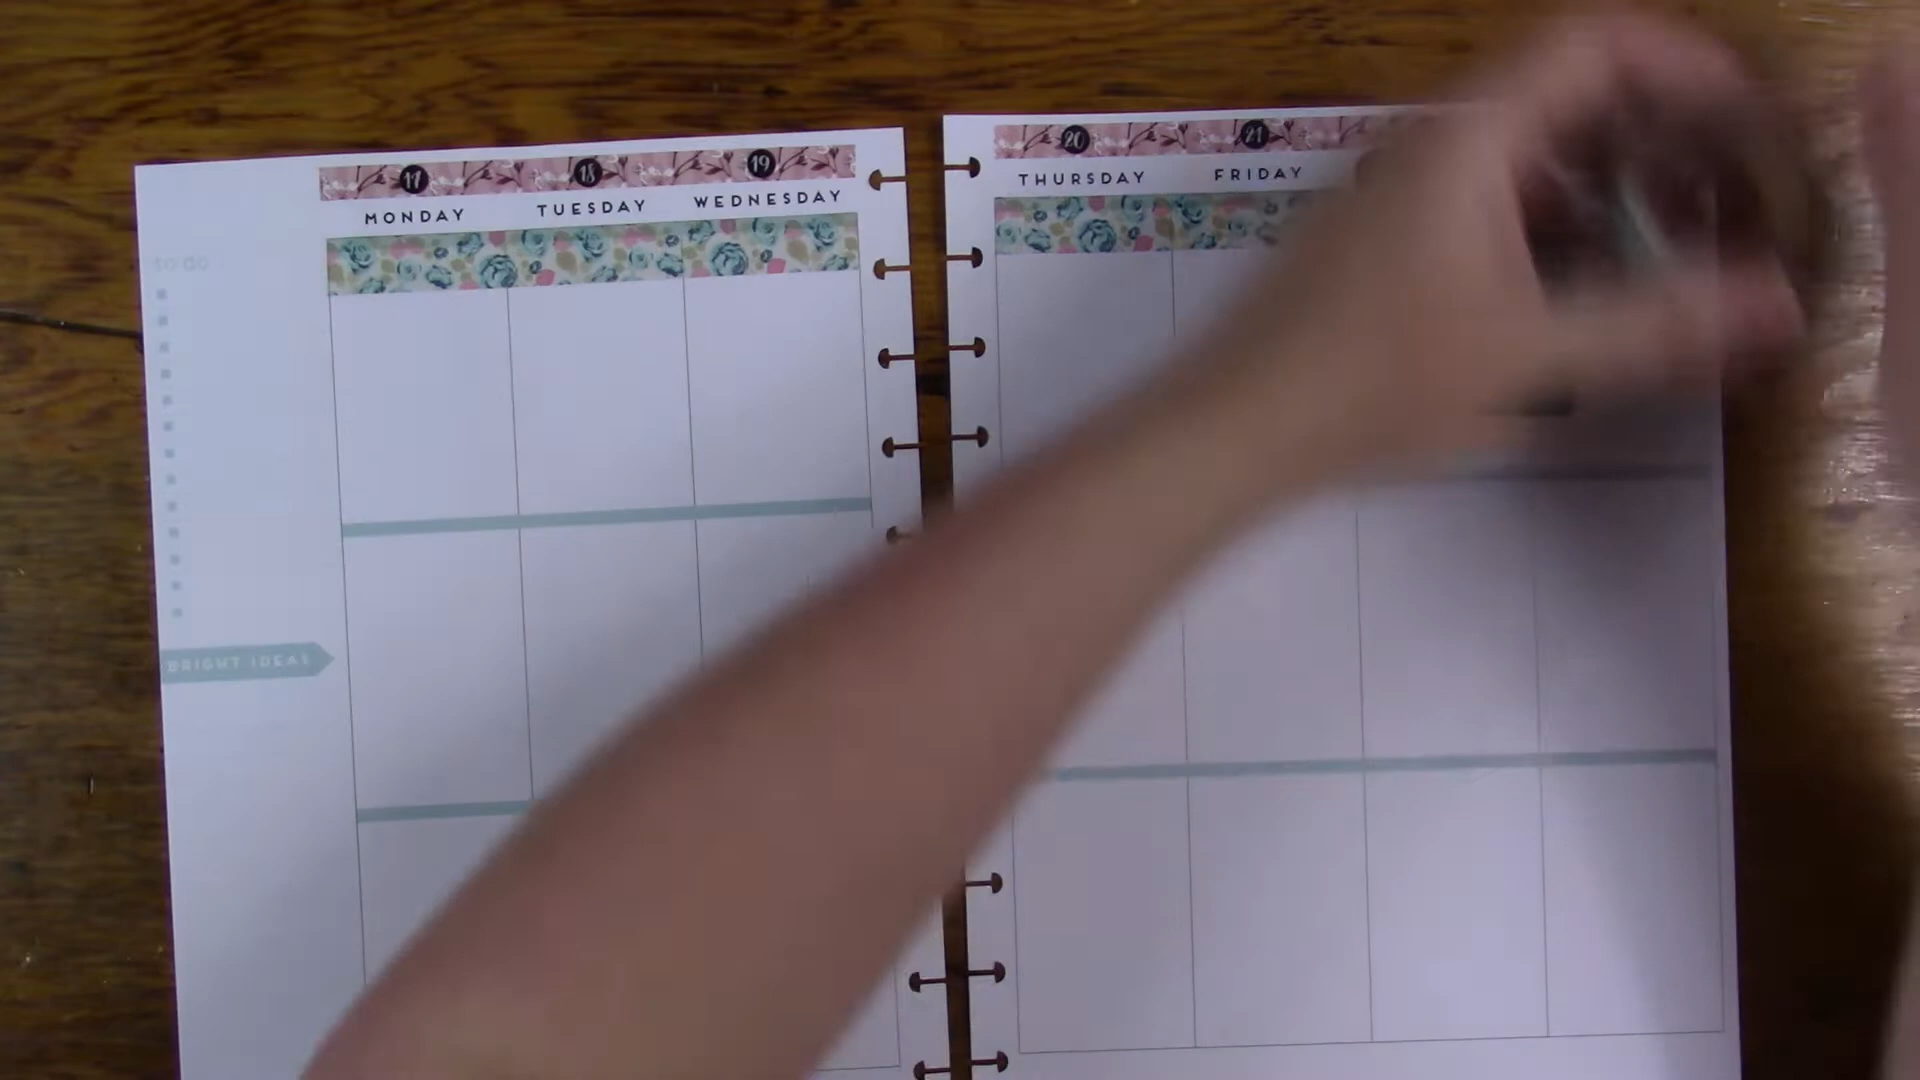 17 18 19
MONDAY TUESDAY WEDNESDAY
to do
BRIGHT IDEAS
20 21
THURSDAY FRIDAY